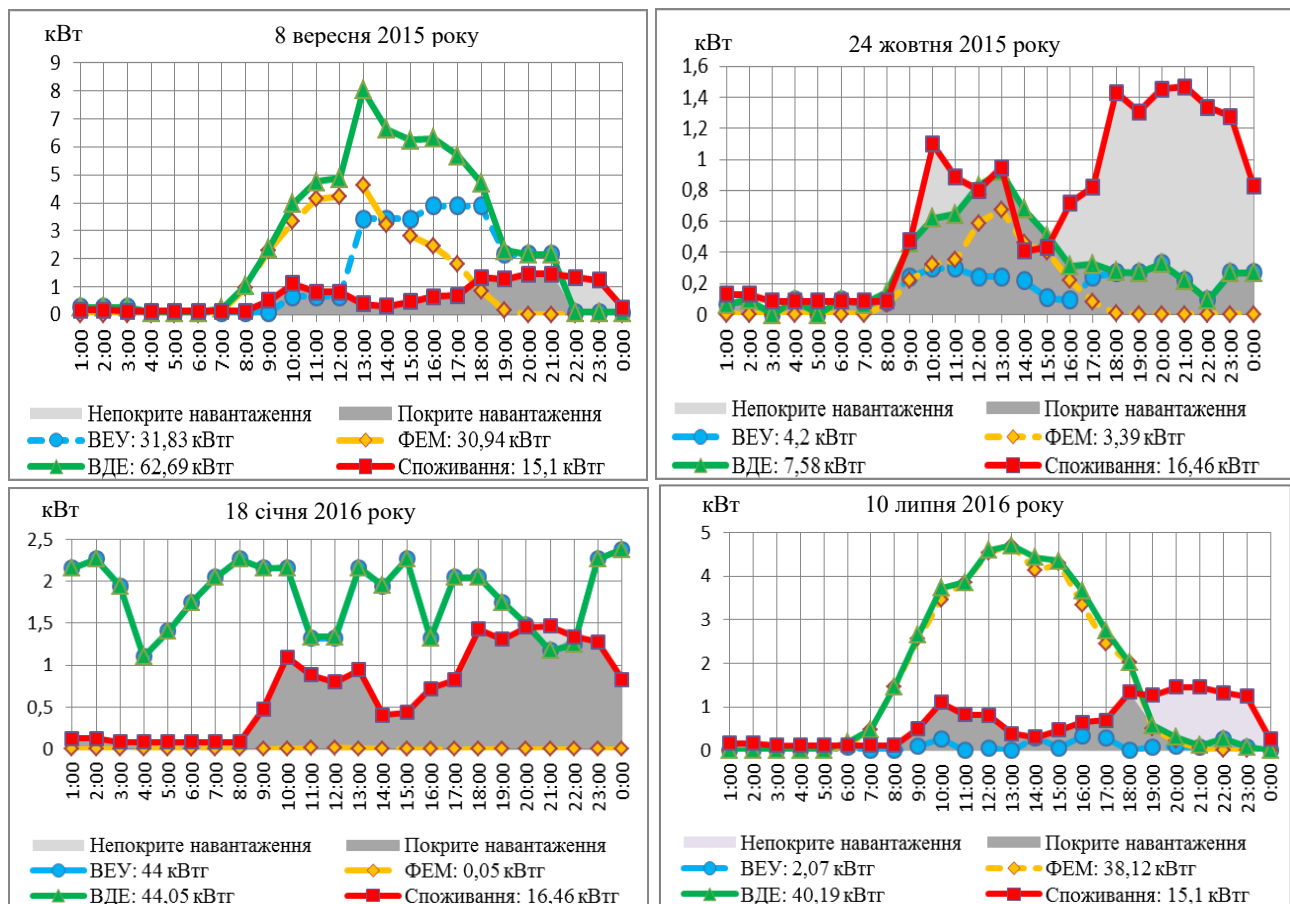 кВт
8 вересня 2015 року
9
8
7
6
5
4
3
2
1
0
1:00 2:00 3:00 4:00 5:00 6:00 7:00 8:00 9:00 10:00 11:00 12:00 13:00 14:00 15:00 16:00 17:00 18:00 19:00 20:00 21:00 22:00 23:00 0:00
Непокрите навантаження Покрите навантаження
ВЕУ: 31,83 кВтг ФЕМ: 30,94 кВтг
ВДЕ: 62,69 кВтг Споживання: 15,1 кВтг
кВт
24 жовтня 2015 року
1,6
1,4
1,2
1
0,8
0,6
0,4
0,2
0
1:00 2:00 3:00 4:00 5:00 6:00 7:00 8:00 9:00 10:00 11:00 12:00 13:00 14:00 15:00 16:00 17:00 18:00 19:00 20:00 21:00 22:00 23:00 0:00
Непокрите навантаження Покрите навантаження
ВЕУ: 4,2 кВтг ФЕМ: 3,39 кВтг
ВДЕ: 7,58 кВтг Споживання: 16,46 кВтг
кВт
18 січня 2016 року
2,5
2
1,5
1
0,5
0
1:00 2:00 3:00 4:00 5:00 6:00 7:00 8:00 9:00 10:00 11:00 12:00 13:00 14:00 15:00 16:00 17:00 18:00 19:00 20:00 21:00 22:00 23:00 0:00
Непокрите навантаження Покрите навантаження
ВЕУ: 44 кВтг ФЕМ: 0,05 кВтг
ВДЕ: 44,05 кВтг Споживання: 16,46 кВтг
кВт
10 липня 2016 року
5
4
3
2
1
0
1:00 2:00 3:00 4:00 5:00 6:00 7:00 8:00 9:00 10:00 11:00 12:00 13:00 14:00 15:00 16:00 17:00 18:00 19:00 20:00 21:00 22:00 23:00 0:00
Непокрите навантаження Покрите навантаження
ВЕУ: 2,07 кВтг ФЕМ: 38,12 кВтг
ВДЕ: 40,19 кВтг Споживання: 15,1 кВтг